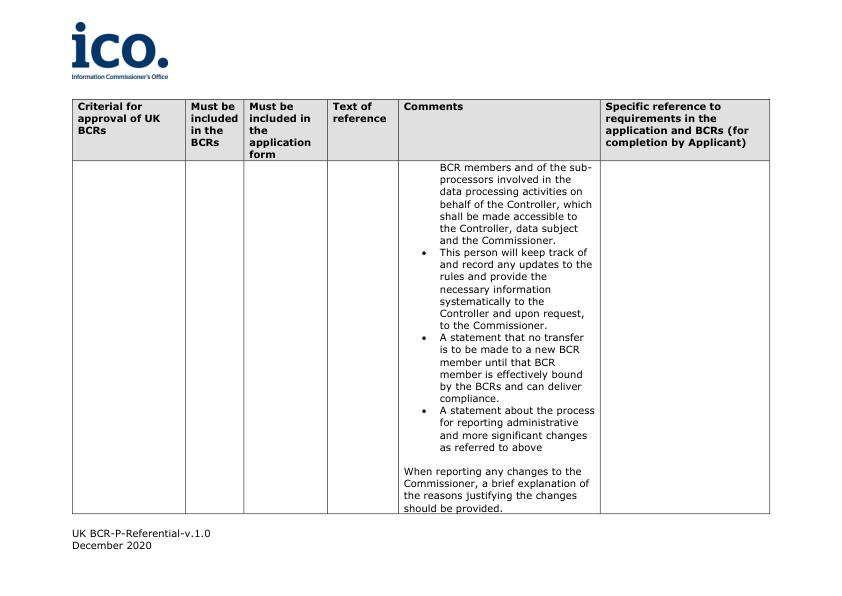 ico.
Information Commissioner's Office
Criterial for
approval of UK
BCRs
Must be
included
in the
BCRs
Must be
included in
the
application
form
Text of
reference
Comments
Specific reference to
requirements in the
application and BCRs (for
completion by Applicant)
BCR members and of the sub-
processors involved in the
data processing activities on
behalf of the Controller, which
shall be made accessible to
the Controller, data subject
and the Commissioner.
• This person will keep track of
and record any updates to the
rules and provide the
necessary information
systematically to the
Controller and upon request,
to the Commissioner.
• A statement that no transfer
is to be made to a new BCR
member until that BCR
member is effectively bound
by the BCRs and can deliver
compliance.
• A statement about the process
for reporting administrative
and more significant changes
as referred to above
When reporting any changes to the
Commissioner, a brief explanation of
the reasons justifying the changes
should be provided.
UK BCR-P-Referential-v.1.0
December 2020